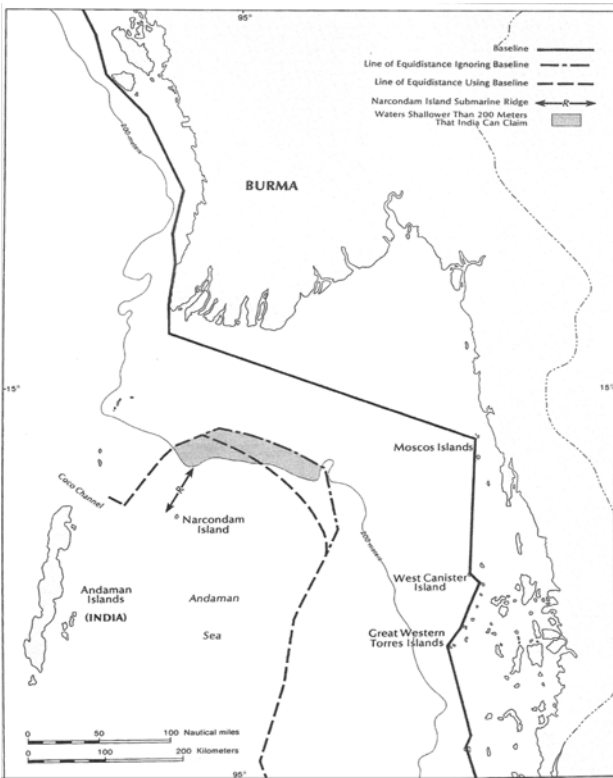 95°
Baseline
Line of Equidistance Ignoring Baseline
Line of Equidistance Using Baseline
Narcondam Island Submarine Ridge
R
Waters Shallower Than 200 Meters
That India Can Claim
200 meters
BURMA
15°
15°
Moscos Islands
Coco Channel
R
Narcondam
Island
200 meters
West Canister
Island
Andaman
Islands
(INDIA)
Andaman
Sea
Great Western
Torres Islands
0 50 100 Nautical miles
0 100 200 Kilometers
95°